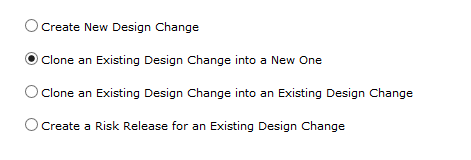 Create New Design Change
Clone an Existing Design Change into a New One
Clone an Existing Design Change into an Existing Design Change
Create a Risk Release for an Existing Design Change